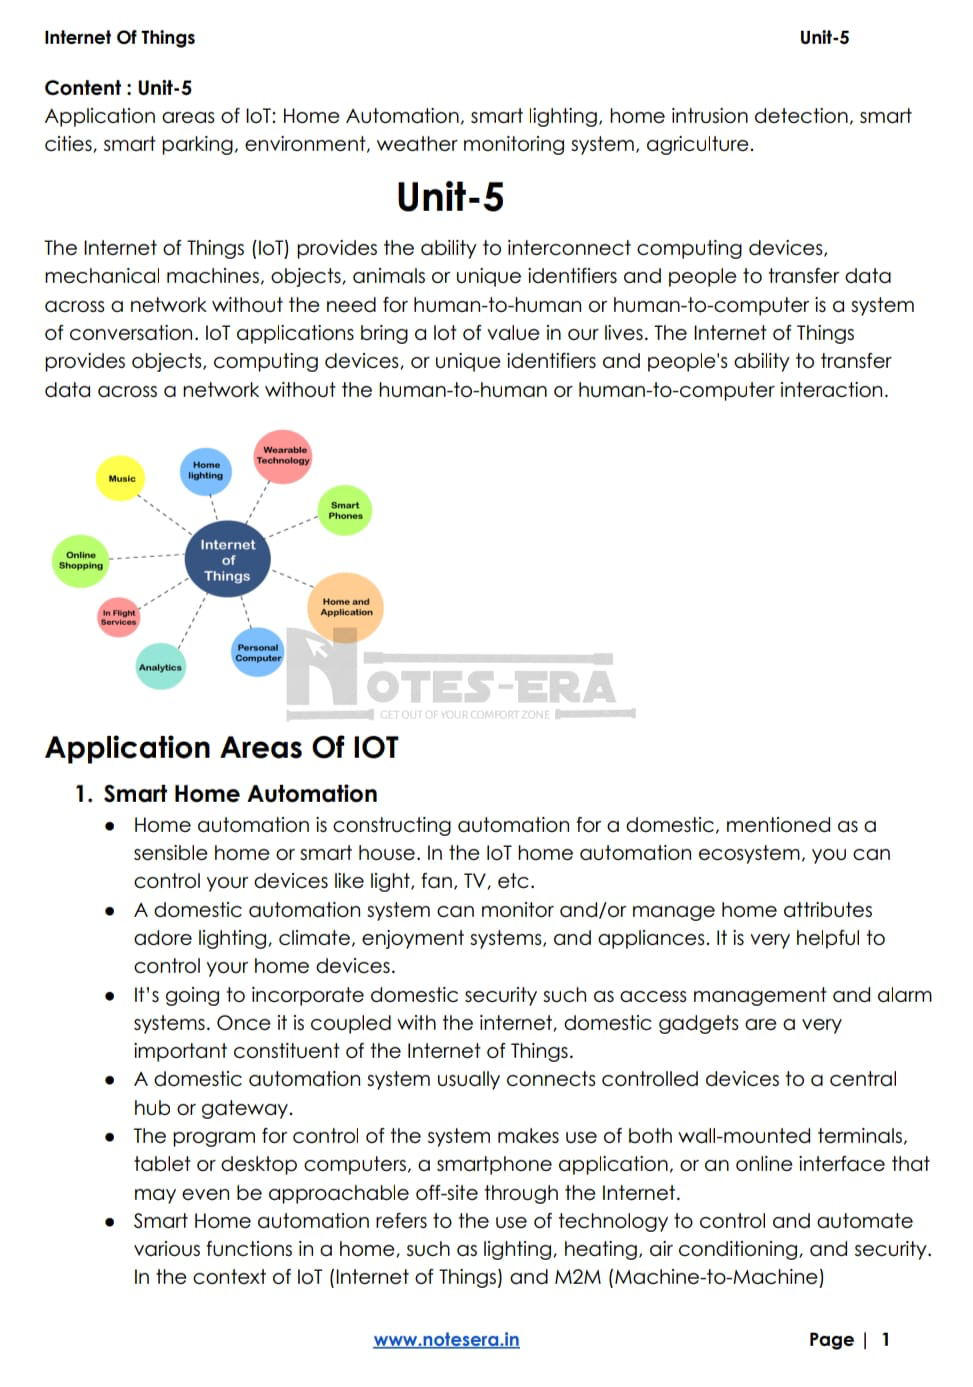 Internet Of Things Unit-5
Content : Unit-5
Application areas of IoT: Home Automation, smart lighting, home intrusion detection, smart
cities, smart parking, environment, weather monitoring system, agriculture.
Unit-5
The Internet of Things (IoT) provides the ability to interconnect computing devices,
mechanical machines, objects, animals or unique identifiers and people to transfer data
across a network without the need for human-to-human or human-to-computer is a system
of conversation. IoT applications bring a lot of value in our lives. The Internet of Things
provides objects, computing devices, or unique identifiers and people's ability to transfer
data across a network without the human-to-human or human-to-computer interaction.
Wearable
Technology
Home
lighting
Music
Smart
Phones
Internet
of
Things
Online
Shopping
Home and
Application
In Flight
Services
Personal
Computer
Analytics
NOTES-ERA
GET OUT OF YOUR COMFORT ZONE
Application Areas Of IOT
1. Smart Home Automation
● Home automation is constructing automation for a domestic, mentioned as a
sensible home or smart house. In the IoT home automation ecosystem, you can
control your devices like light, fan, TV, etc.
● A domestic automation system can monitor and/or manage home attributes
adore lighting, climate, enjoyment systems, and appliances. It is very helpful to
control your home devices.
● It's going to incorporate domestic security such as access management and alarm
systems. Once it is coupled with the internet, domestic gadgets are a very
important constituent of the Internet of Things.
● A domestic automation system usually connects controlled devices to a central
hub or gateway.
● The program for control of the system makes use of both wall-mounted terminals,
tablet or desktop computers, a smartphone application, or an online interface that
may even be approachable off-site through the Internet.
● Smart Home automation refers to the use of technology to control and automate
various functions in a home, such as lighting, heating, air conditioning, and security.
In the context of IoT (Internet of Things) and M2M (Machine-to-Machine)
www.notesera.in Page | 1